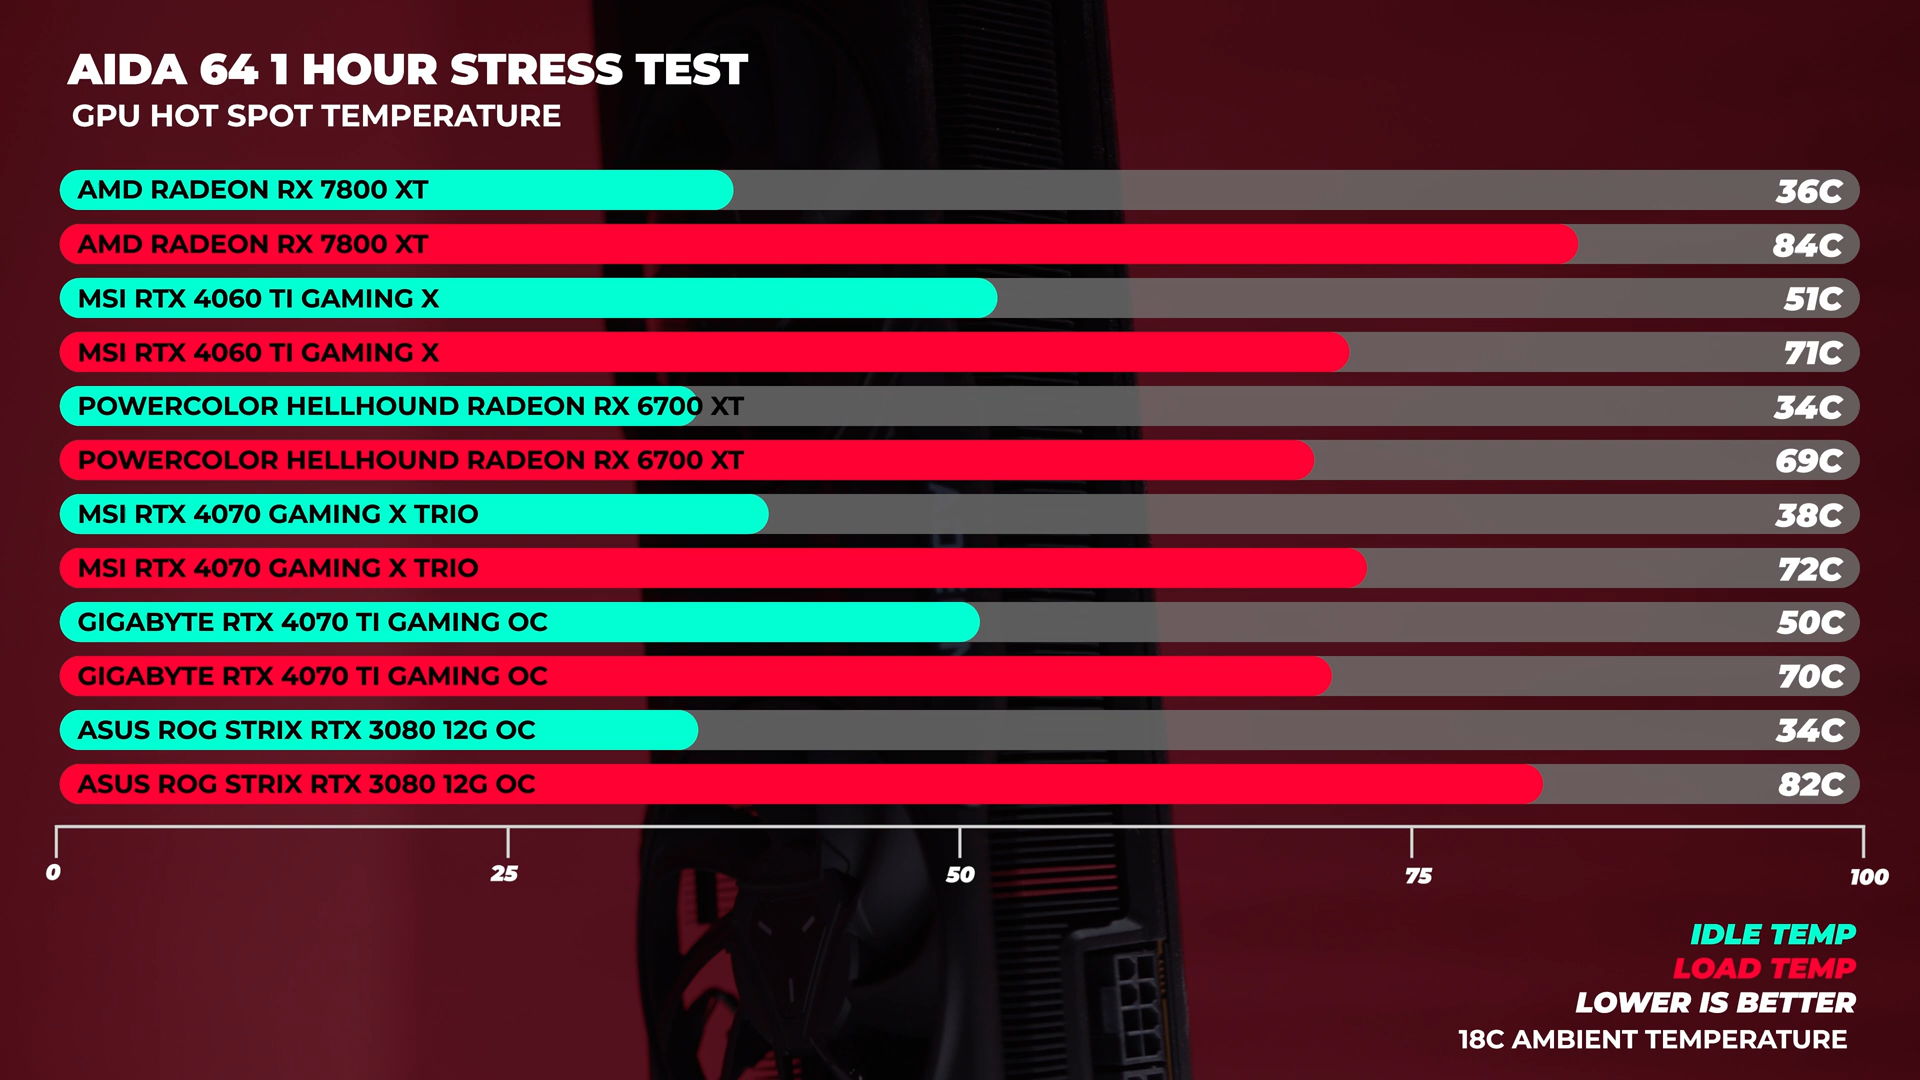 AIDA 64 1 HOUR STRESS TEST
GPU HOT SPOT TEMPERATURE
AMD RADEON RX 7800 XT 36C
AMD RADEON RX 7800 XT 84C
MSI RTX 4060 TI GAMING X 51C
MSI RTX 4060 TI GAMING X 71C
POWERCOLOR HELLHOUND RADEON RX 6700 XT 34C
POWERCOLOR HELLHOUND RADEON RX 6700 XT 69C
MSI RTX 4070 GAMING X TRIO 38C
MSI RTX 4070 GAMING X TRIO 72C
GIGABYTE RTX 4070 TI GAMING OC 50C
GIGABYTE RTX 4070 TI GAMING OC 70C
ASUS ROG STRIX RTX 3080 12G OC 34C
ASUS ROG STRIX RTX 3080 12G OC 82C
0 25 50 75 100
IDLE TEMP
LOAD TEMP
LOWER IS BETTER
18C AMBIENT TEMPERATURE